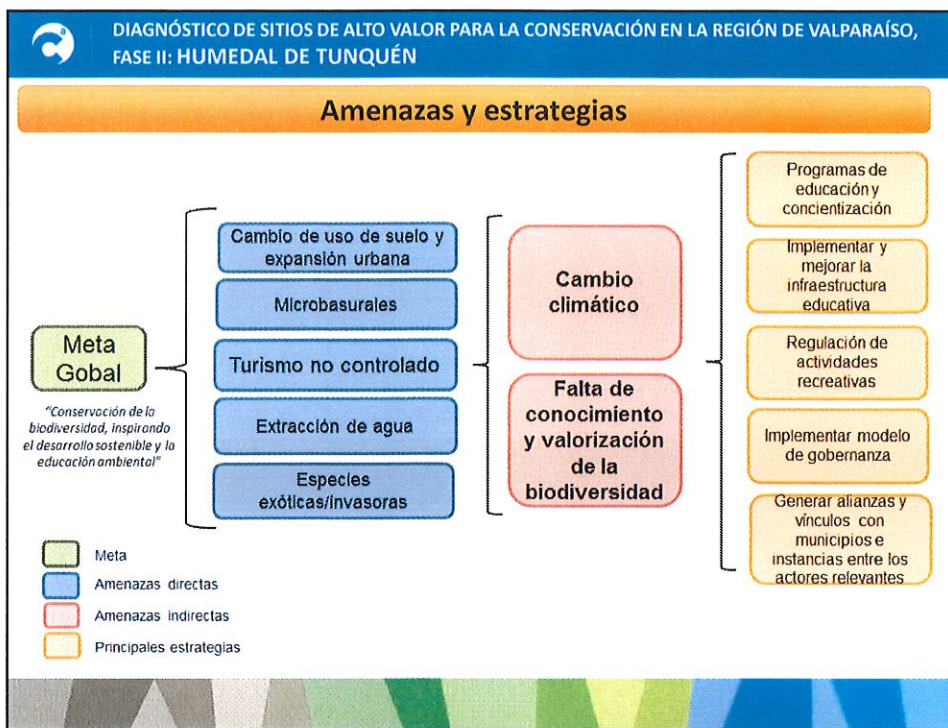 DIAGNÓSTICO DE SITIOS DE ALTO VALOR PARA LA CONSERVACIÓN EN LA REGIÓN DE VALPARAÍSO,
FASE II: HUMEDAL DE TUNQUÉN
Amenazas y estrategias
Meta
Gobal
"Conservación de la
biodiversidad, inspirando
el desarrollo sostenible y la
educación ambiental"
Cambio de uso de suelo y
expansión urbana
Microbasurales
Turismo no controlado
Extracción de agua
Especies
exóticas/invasoras
Cambio
climático
Falta de
conocimiento
y valorización
de la
biodiversidad
Programas de
educación y
concientización
Implementar y
mejorar la
infraestructura
educativa
Regulación de
actividades
recreativas
Implementar modelo
de gobernanza
Generar alianzas y
vínculos con
municipios e
instancias entre los
actores relevantes
Meta
Amenazas directas
Amenazas indirectas
Principales estrategias